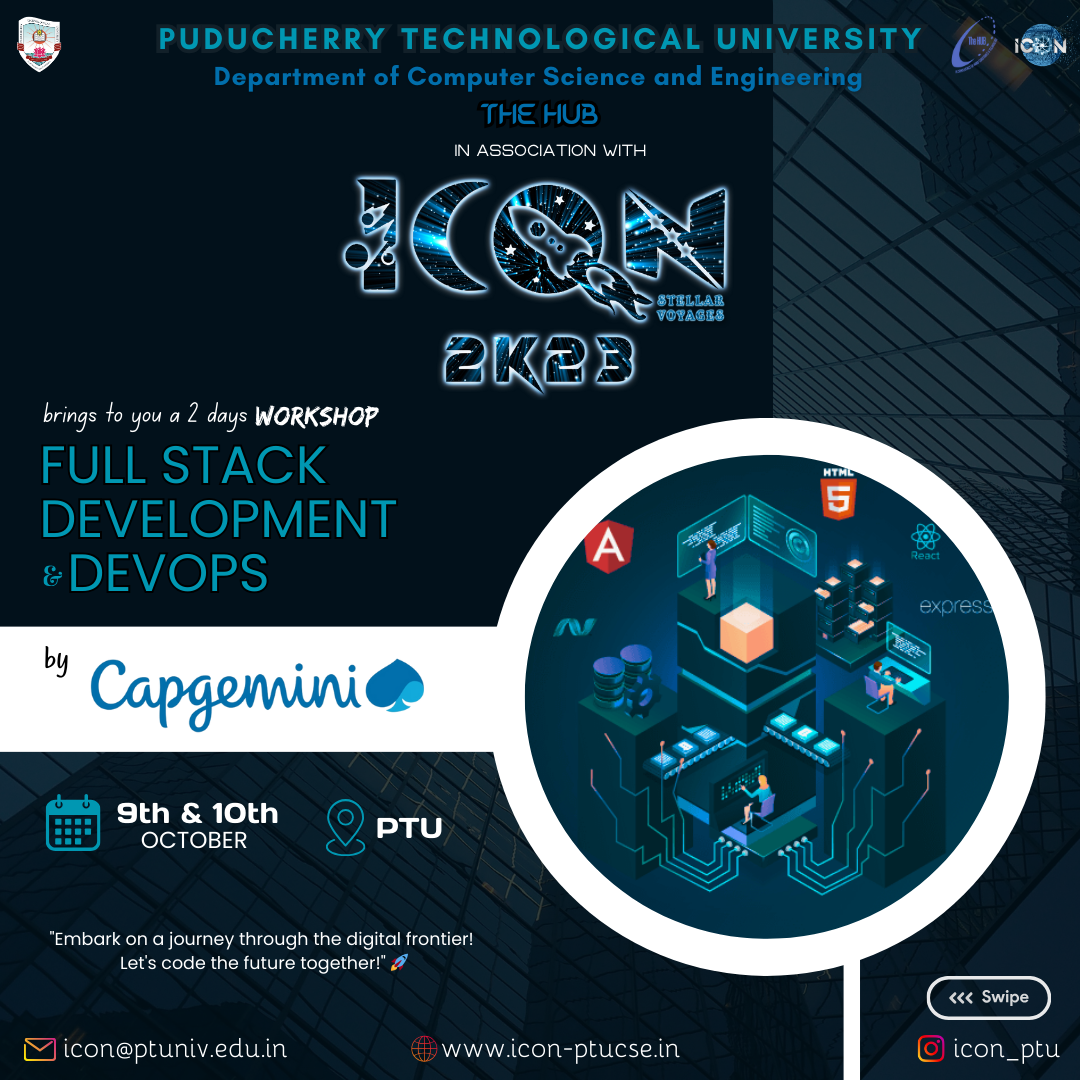 PUDUCHERRY TECHNOLOGICAL UNIVERSITY
Department of Computer Science and Engineering
THE HUB
The HUB
ICON
IN ASSOCIATION WITH
ICON
STELLAR
VOYAGES
2K23
brings to you a 2 days WORKSHOP
FULL STACK
DEVELOPMENT
& DEVOPS
by
Capgemini
HTML
5
A
React
express
9th & 10th
OCTOBER
PTU
"Embark on a journey through the digital frontier!
Let's code the future together!" 🚀
<<< Swipe
icon@ptuniv.edu.in
www.icon-ptucse.in
icon_ptu